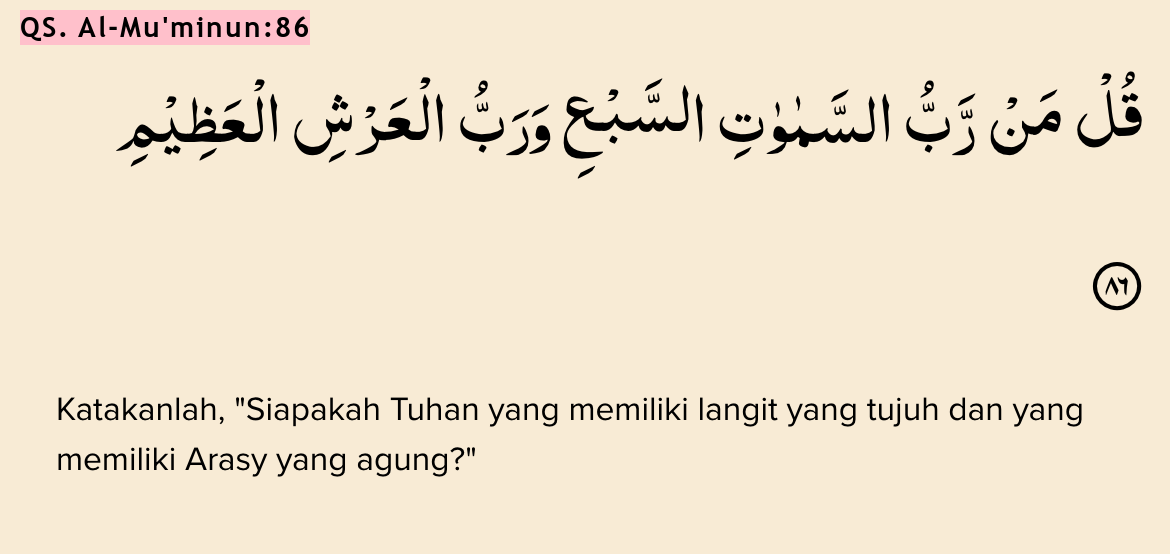 QS. Al-Mu'minun:86
قُلْ مَنْ رَّبُّ السَّمٰوٰتِ السَّبْعِ وَرَبُّ الْعَرْشِ الْعَظِيْمِ
٨٦
Katakanlah, "Siapakah Tuhan yang memiliki langit yang tujuh dan yang
memiliki Arasy yang agung?"